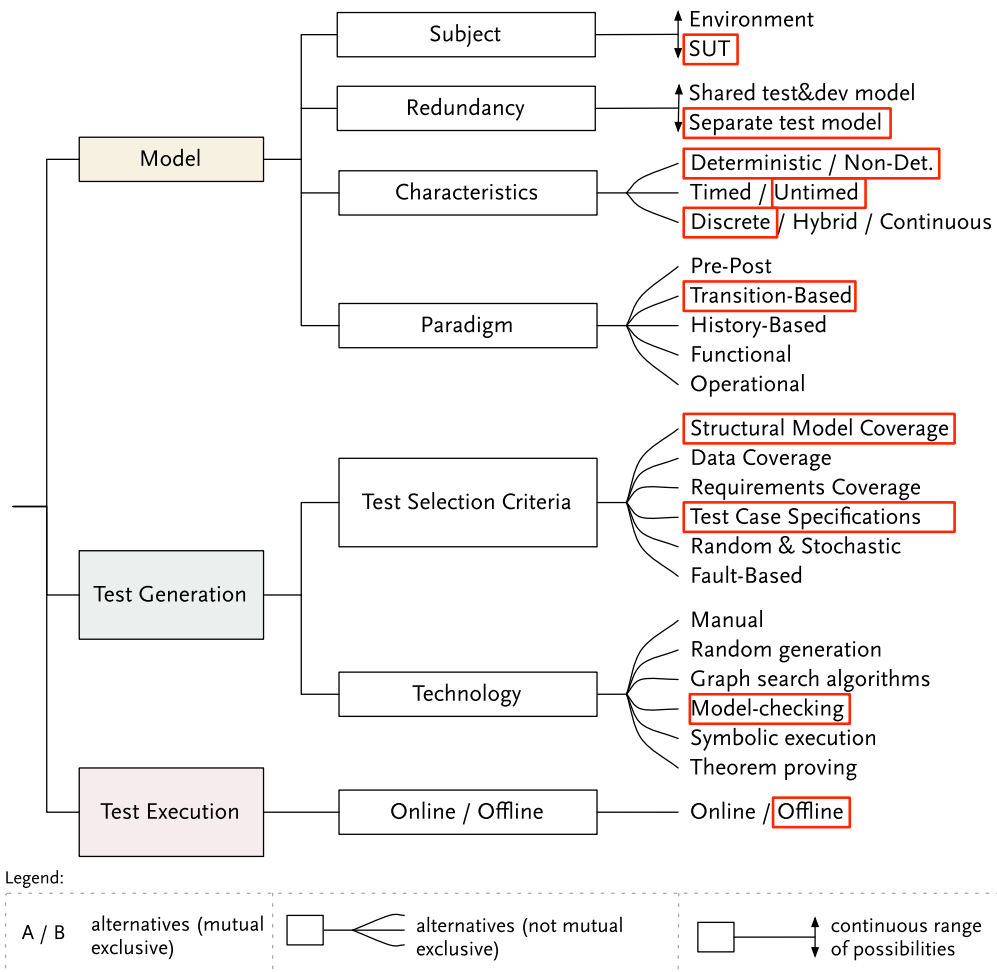 Subject
Environment
SUT
Redundancy
Shared test&dev model
Separate test model
Model
Characteristics
Deterministic / Non-Det.
Timed / Untimed
Discrete / Hybrid / Continuous
Paradigm
Pre-Post
Transition-Based
History-Based
Functional
Operational
Test Generation
Test Selection Criteria
Structural Model Coverage
Data Coverage
Requirements Coverage
Test Case Specifications
Random & Stochastic
Fault-Based
Technology
Manual
Random generation
Graph search algorithms
Model-checking
Symbolic execution
Theorem proving
Test Execution
Online / Offline
Online / Offline
Legend:
A / B
alternatives (mutual
exclusive)
alternatives (not mutual
exclusive)
continuous range
of possibilities